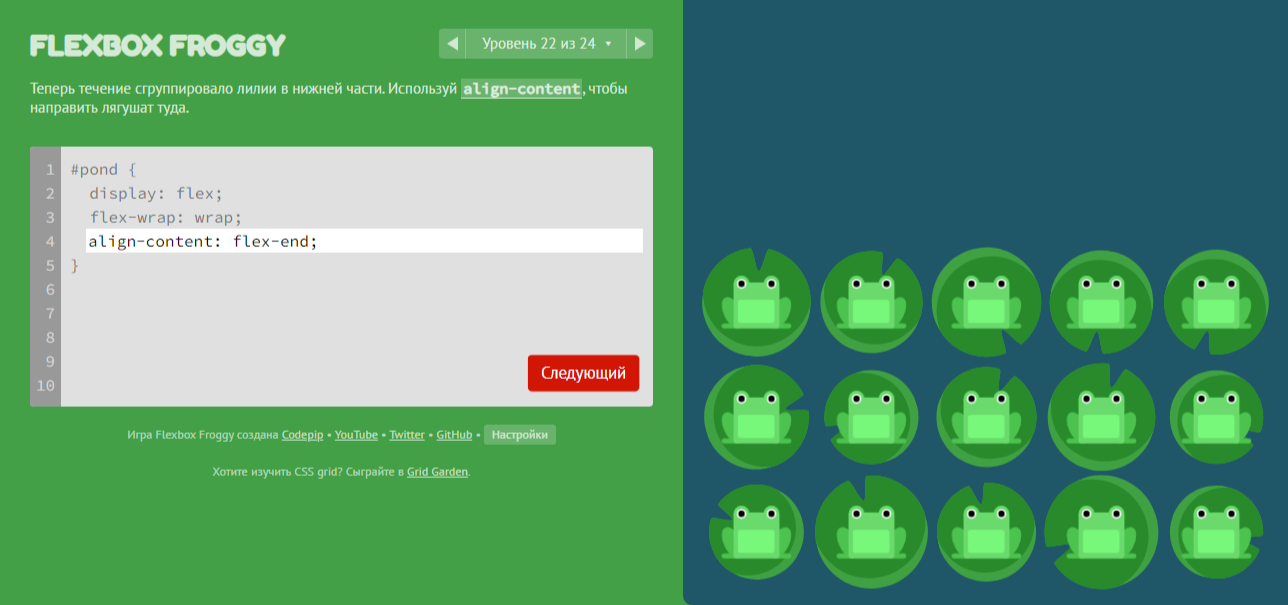 FLEXBOX FROGGY
Уровень 22 из 24 ▾
Теперь течение сгруппировало лилии в нижней части. Используй align-content, чтобы
направить лягушат туда.
1 #pond {
2 display: flex;
3 flex-wrap: wrap;
4 align-content: flex-end;
5 }
6
7
8
9
10
Следующий
Игра Flexbox Froggy создана Codepip • YouTube • Twitter • GitHub • Настройки
Хотите изучить CSS grid? Сыграйте в Grid Garden.